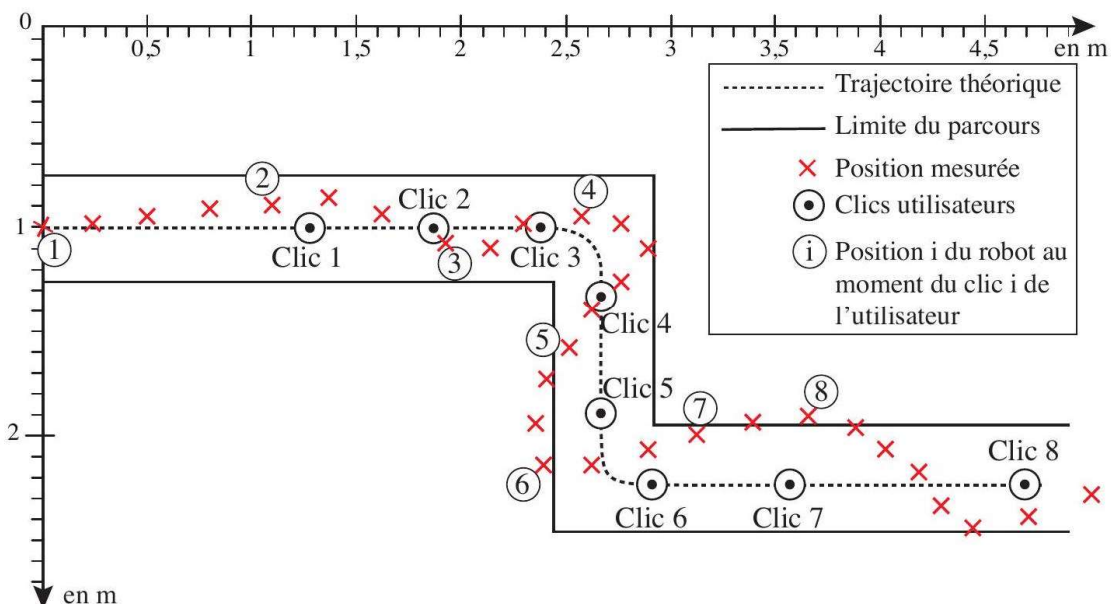 0
0,5
1
1,5
2
2,5
3
3,5
4
4,5
en m
Trajectoire théorique
Limite du parcours
Position mesurée
Clics utilisateurs
i
Position i du robot au
moment du clic i de
l'utilisateur
2
4
Clic 2
1
1
Clic 1
3
Clic 3
Clic 4
5
Clic 5
7
8
2
6
Clic 6
Clic 7
Clic 8
en m